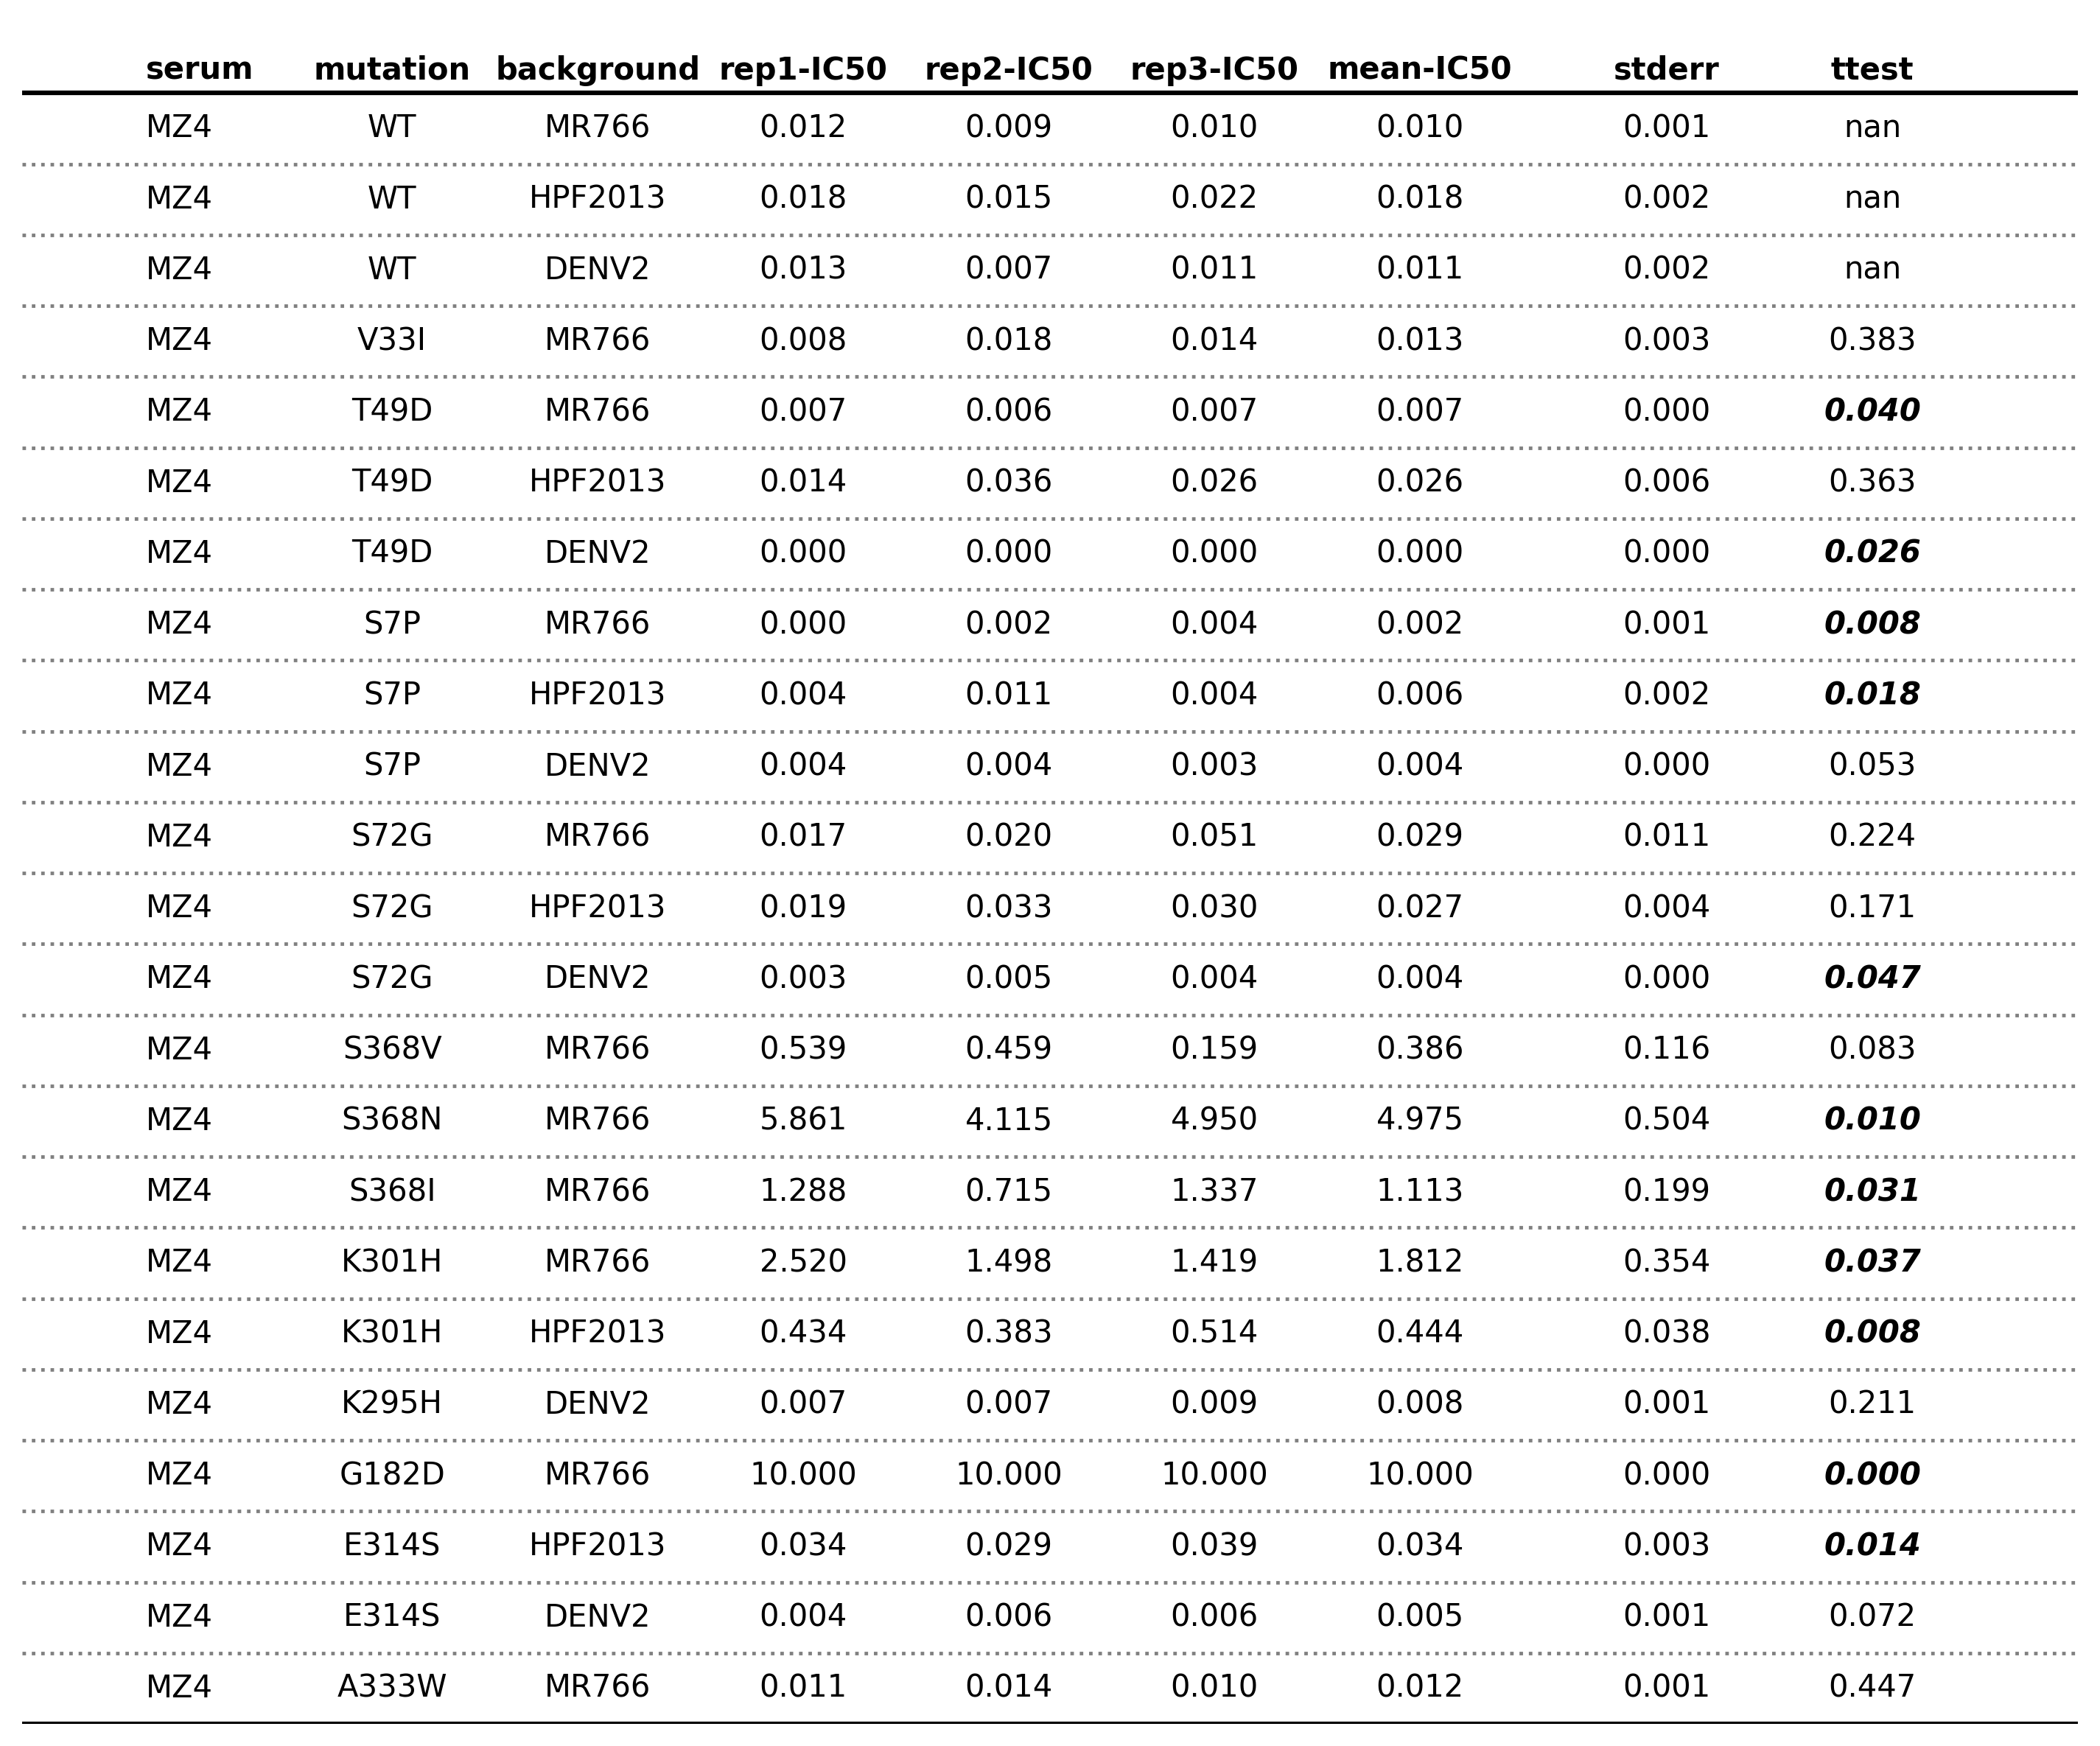 serum mutation background rep1-IC50 rep2-IC50 rep3-IC50 mean-IC50 stderr ttest
MZ4 WT MR766 0.012 0.009 0.010 0.010 0.001 nan
MZ4 WT HPF2013 0.018 0.015 0.022 0.018 0.002 nan
MZ4 WT DENV2 0.013 0.007 0.011 0.011 0.002 nan
MZ4 V33I MR766 0.008 0.018 0.014 0.013 0.003 0.383
MZ4 T49D MR766 0.007 0.006 0.007 0.007 0.000 0.040
MZ4 T49D HPF2013 0.014 0.036 0.026 0.026 0.006 0.363
MZ4 T49D DENV2 0.000 0.000 0.000 0.000 0.000 0.026
MZ4 S7P MR766 0.000 0.002 0.004 0.002 0.001 0.008
MZ4 S7P HPF2013 0.004 0.011 0.004 0.006 0.002 0.018
MZ4 S7P DENV2 0.004 0.004 0.003 0.004 0.000 0.053
MZ4 S72G MR766 0.017 0.020 0.051 0.029 0.011 0.224
MZ4 S72G HPF2013 0.019 0.033 0.030 0.027 0.004 0.171
MZ4 S72G DENV2 0.003 0.005 0.004 0.004 0.000 0.047
MZ4 S368V MR766 0.539 0.459 0.159 0.386 0.116 0.083
MZ4 S368N MR766 5.861 4.115 4.950 4.975 0.504 0.010
MZ4 S368I MR766 1.288 0.715 1.337 1.113 0.199 0.031
MZ4 K301H MR766 2.520 1.498 1.419 1.812 0.354 0.037
MZ4 K301H HPF2013 0.434 0.383 0.514 0.444 0.038 0.008
MZ4 K295H DENV2 0.007 0.007 0.009 0.008 0.001 0.211
MZ4 G182D MR766 10.000 10.000 10.000 10.000 0.000 0.000
MZ4 E314S HPF2013 0.034 0.029 0.039 0.034 0.003 0.014
MZ4 E314S DENV2 0.004 0.006 0.006 0.005 0.001 0.072
MZ4 A333W MR766 0.011 0.014 0.010 0.012 0.001 0.447